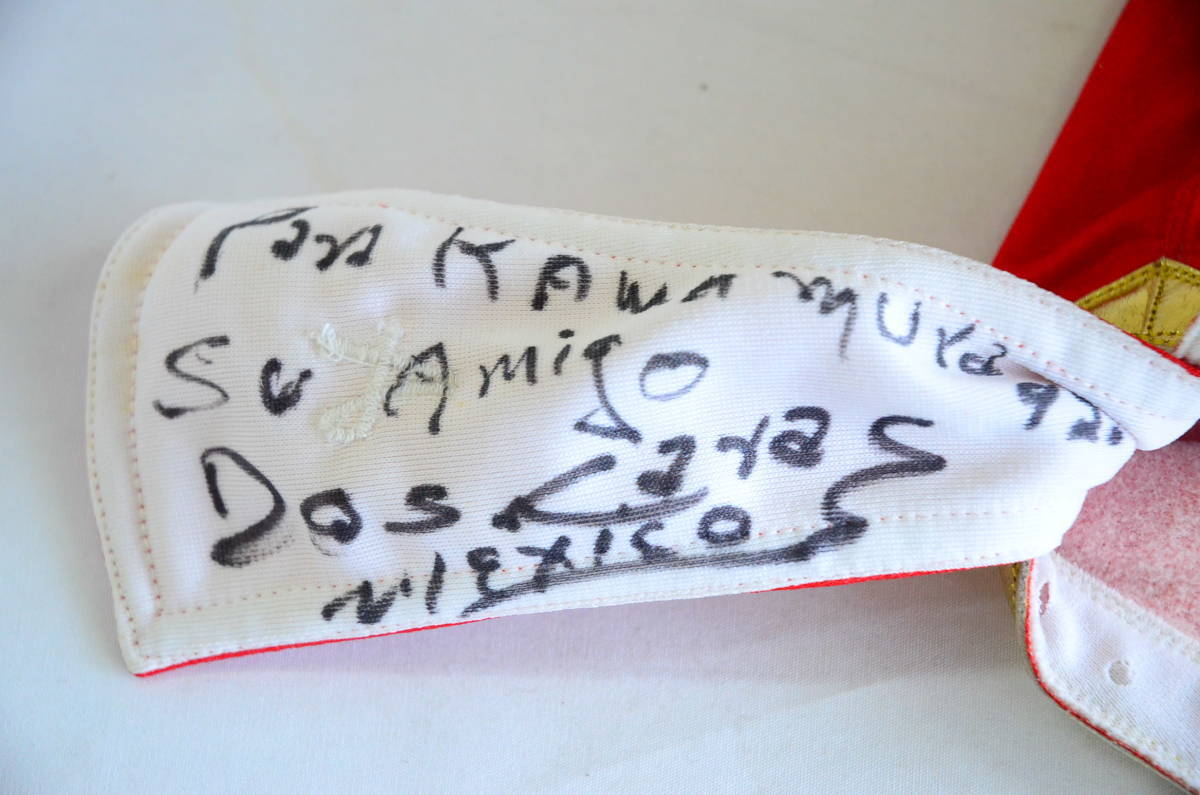 Para KAWAMURA
Su AMigO
Dos Caras
MEXICO